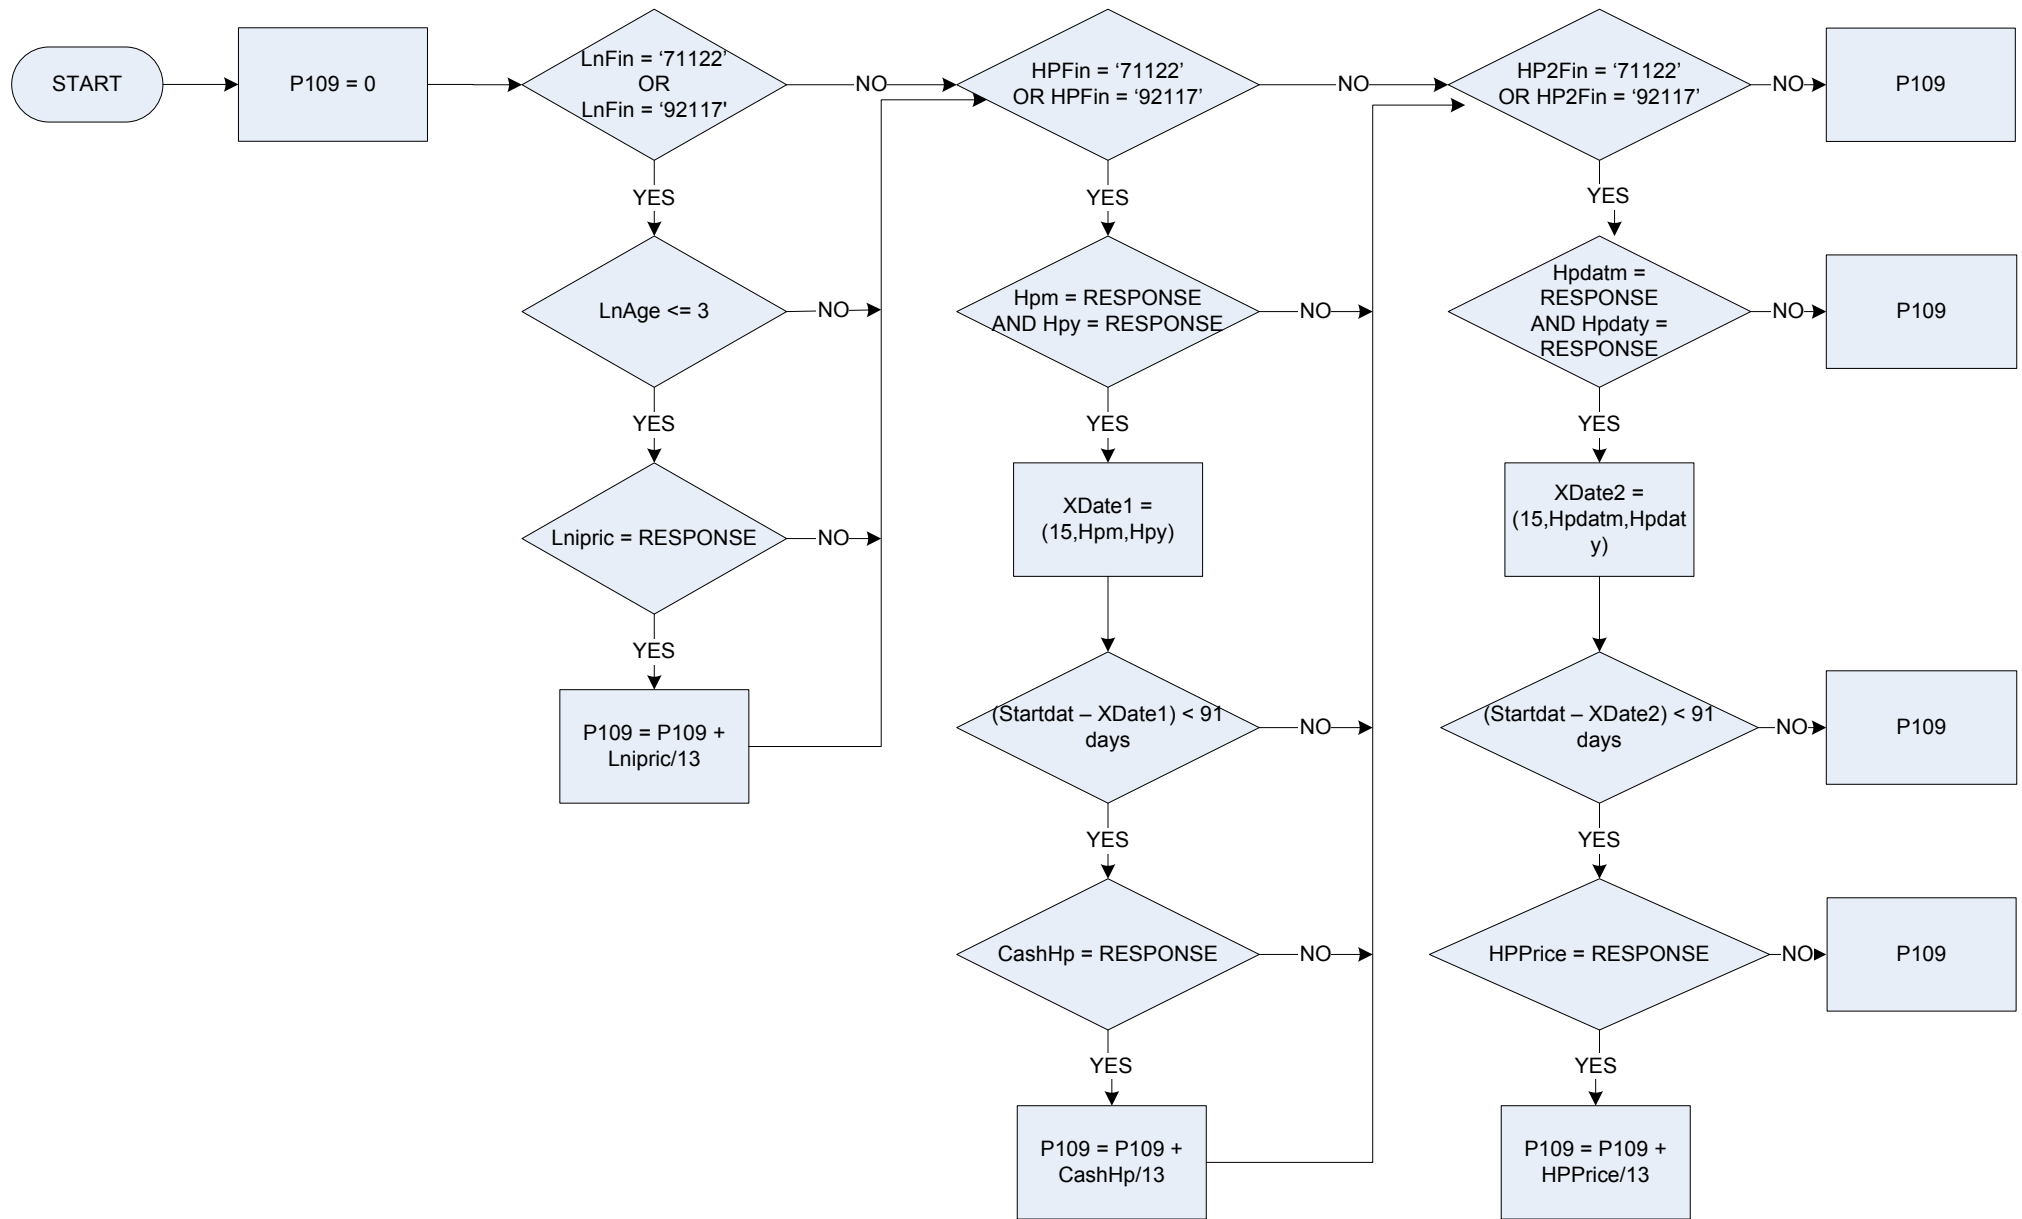 START
P109 = 0
LnFin = ‘71122’
OR
LnFin = ‘92117'
NO
HPFin = ‘71122’
OR HPFin = ‘92117’
NO
HP2Fin = ‘71122’
OR HP2Fin = ‘92117’
NO
P109
YES
YES
YES
LnAge <= 3
NO
Hpm = RESPONSE
AND Hpy = RESPONSE
NO
Hpdatm =
RESPONSE
AND Hpdaty =
RESPONSE
NO
P109
YES
YES
YES
Lnipric = RESPONSE
NO
XDate1 =
(15,Hpm,Hpy)
XDate2 =
(15,Hpdatm,Hpdat
y)
YES
P109 = P109 +
Lnipric/13
(Startdat – XDate1) < 91
days
NO
(Startdat – XDate2) < 91
days
NO
P109
YES
YES
CashHp = RESPONSE
NO
HPPrice = RESPONSE
NO
P109
YES
YES
P109 = P109 +
CashHp/13
P109 = P109 +
HPPrice/13